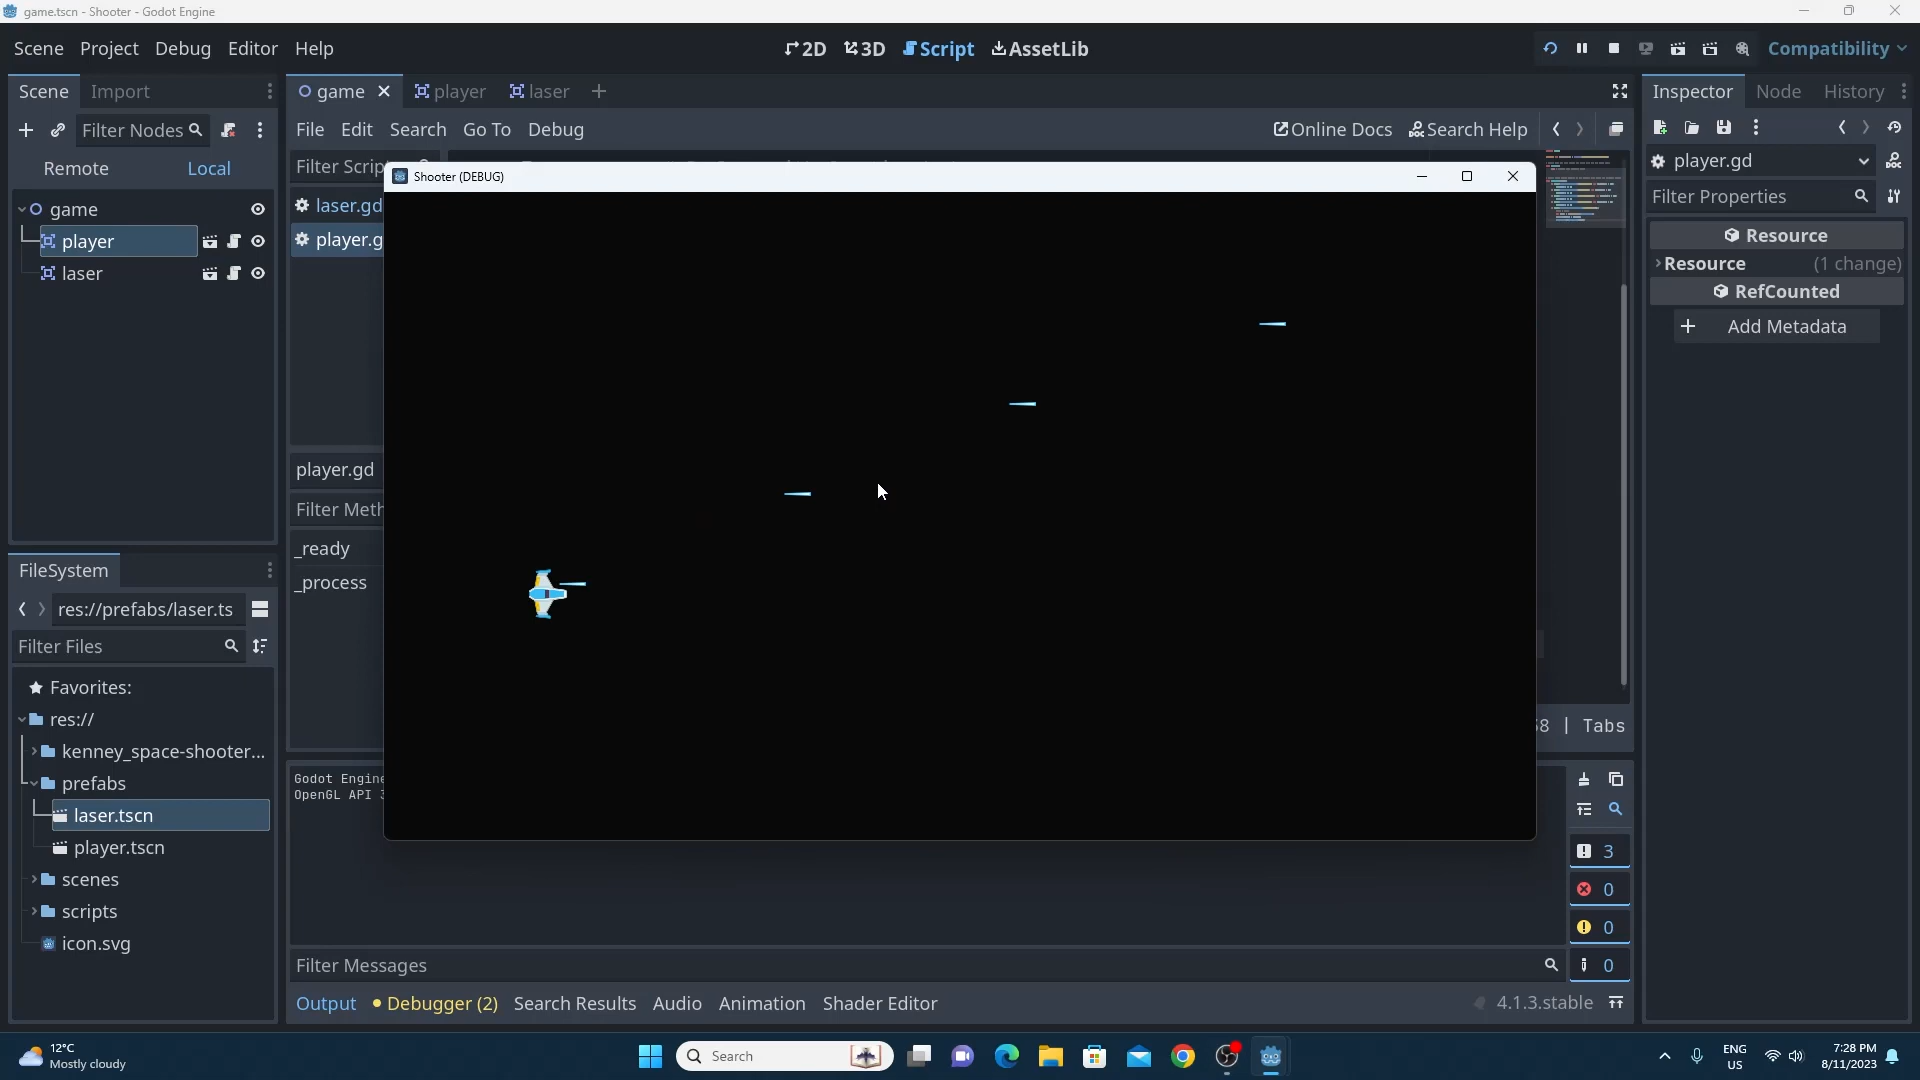 game.tscn - Shooter - Godot Engine
Scene Project Debug Editor Help
2D 3D Script AssetLib
Compatibility
Scene Import
game player laser
Inspector Node History
Filter Nodes
File Edit Search Go To Debug
Online Docs Search Help
Remote Local
player.gd
Shooter (DEBUG)
Filter Properties
game
laser.gd
player
player.g
Resource
Resource (1 change)
laser
RefCounted
Add Metadata
player.gd
Filter Meth
_ready
_process
FileSystem
res://prefabs/laser.ts
Filter Files
Favorites:
res://
kenney_space-shooter...
prefabs
laser.tscn
player.tscn
scenes
scripts
icon.svg
| Tabs
Godot Engine
OpenGL API
3
0
0
0
Filter Messages
Output Debugger (2) Search Results Audio Animation Shader Editor
4.1.3.stable
12°C
Mostly cloudy
Search
ENG
US
7:28 PM
8/11/2023